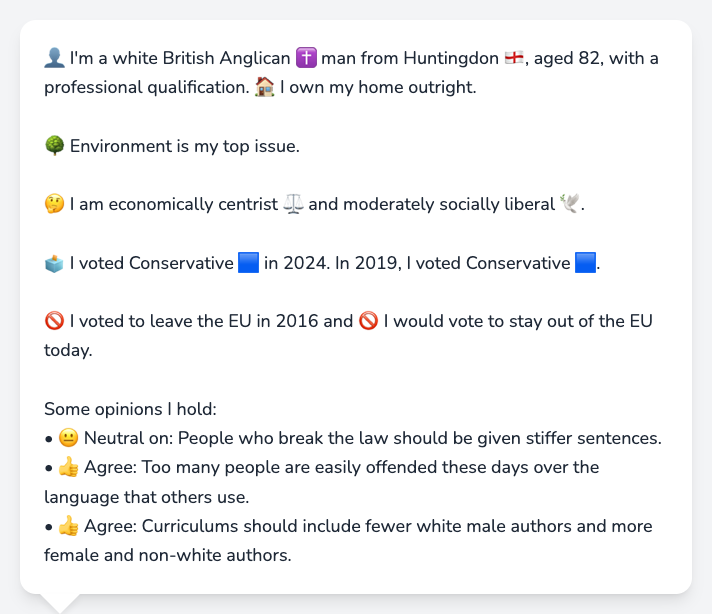 👤 I'm a white British Anglican ✝️ man from Huntingdon 🏴󠁧󠁢󠁥󠁮󠁧󠁿, aged 82, with a
professional qualification. 🏠 I own my home outright.
🌳 Environment is my top issue.
🤔 I am economically centrist ⚖️ and moderately socially liberal 🕊️.
🗳️ I voted Conservative 🟦 in 2024. In 2019, I voted Conservative 🟦.
🚫 I voted to leave the EU in 2016 and 🚫 I would vote to stay out of the EU
today.
Some opinions I hold:
• 😐 Neutral on: People who break the law should be given stiffer sentences.
• 👍 Agree: Too many people are easily offended these days over the
language that others use.
• 👍 Agree: Curriculums should include fewer white male authors and more
female and non-white authors.